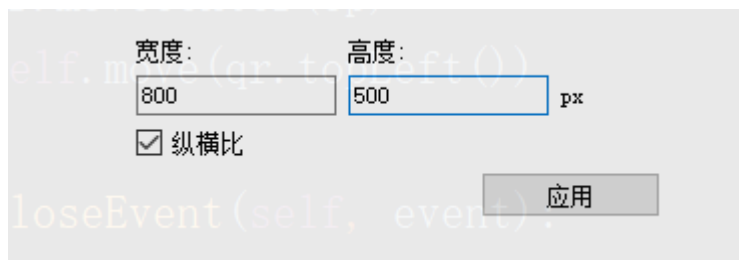 宽度: 高度:
elf.move(qr.topLeft())
800 500 px
纵横比
应用
loseEvent(self, event):